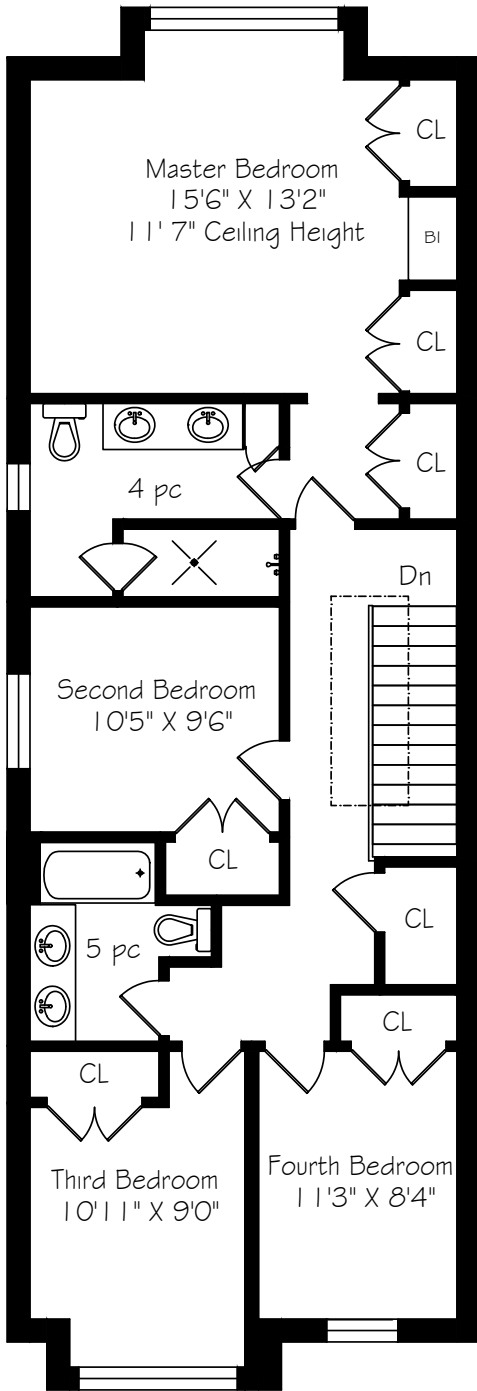 CL
Master Bedroom
15'6" X 13'2"
11' 7" Ceiling Height
BI
CL
CL
4 pc
Dn
Second Bedroom
10'5" X 9'6"
CL
CL
5 pc
CL
CL
Third Bedroom
10'11" X 9'0"
Fourth Bedroom
11'3" X 8'4"